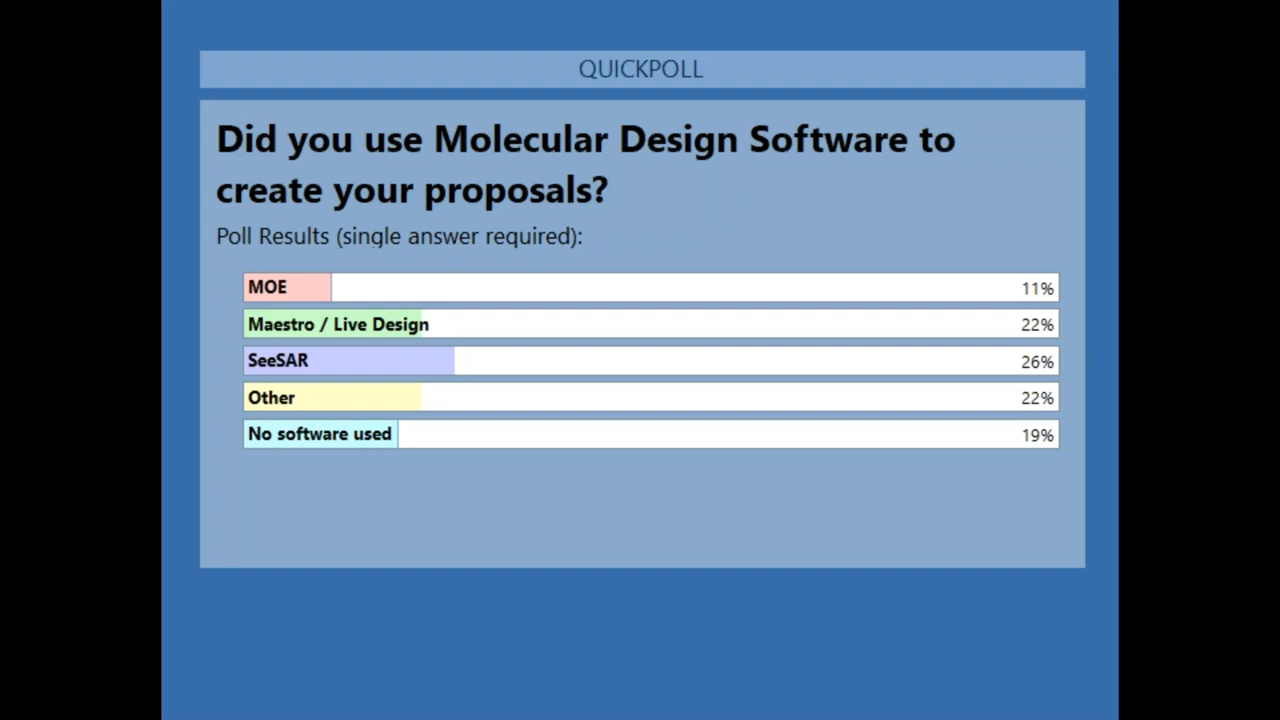 QUICKPOLL
Did you use Molecular Design Software to
create your proposals?
Poll Results (single answer required):
MOE 11%
Maestro / Live Design 22%
SeeSAR 26%
Other 22%
No software used 19%